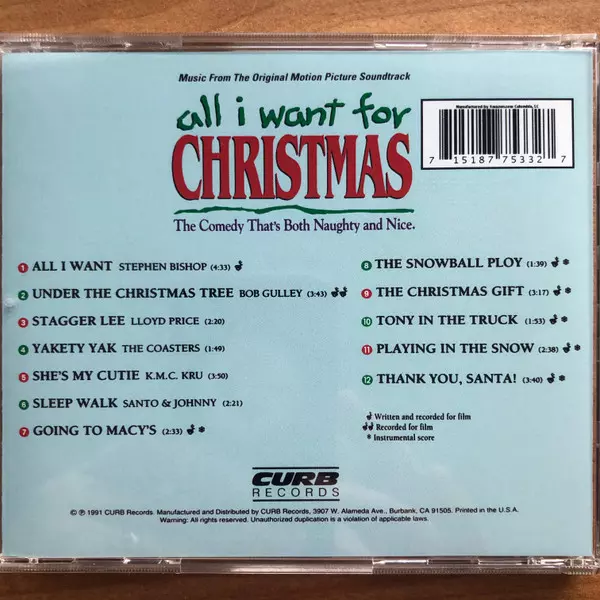 Music From The Original Motion Picture Soundtrack
all i want for
CHRISTMAS
The Comedy That's Both Naughty and Nice.
Manufactured by Amazon.com Columbia, LLC
7 15187 75332 7
1 ALL I WANT STEPHEN BISHOP (4:33)
2 UNDER THE CHRISTMAS TREE BOB GULLEY (3:43)
3 STAGGER LEE LLOYD PRICE (2:20)
4 YAKETY YAK THE COASTERS (1:49)
5 SHE'S MY CUTIE K.M.C. KRU (3:50)
6 SLEEP WALK SANTO & JOHNNY (2:21)
7 GOING TO MACY'S (2:33) *
8 THE SNOWBALL PLOY (1:39) *
9 THE CHRISTMAS GIFT (3:17) *
10 TONY IN THE TRUCK (1:53) *
11 PLAYING IN THE SNOW (2:38) *
12 THANK YOU, SANTA! (3:40) *
Written and recorded for film
Recorded for film
* Instrumental score
CURB
RECORDS
© ℗ 1991 CURB Records. Manufactured and Distributed by CURB Records, 3907 W. Alameda Ave., Burbank, CA 91505. Printed in the U.S.A.
Warning: All rights reserved. Unauthorized duplication is a violation of applicable laws.